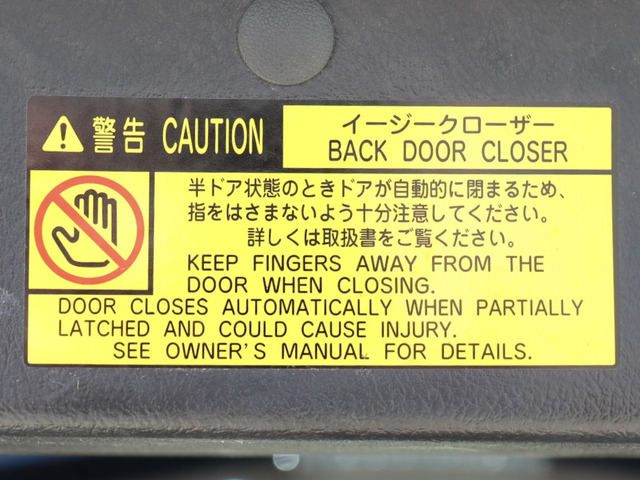 警告 CAUTION
イージークローザー
BACK DOOR CLOSER
半ドア状態のときドアが自動的に閉まるため、
指をはさまないよう十分注意してください。
詳しくは取扱書をご覧ください。
KEEP FINGERS AWAY FROM THE
DOOR WHEN CLOSING.
DOOR CLOSES AUTOMATICALLY WHEN PARTIALLY
LATCHED AND COULD CAUSE INJURY.
SEE OWNER'S MANUAL FOR DETAILS.